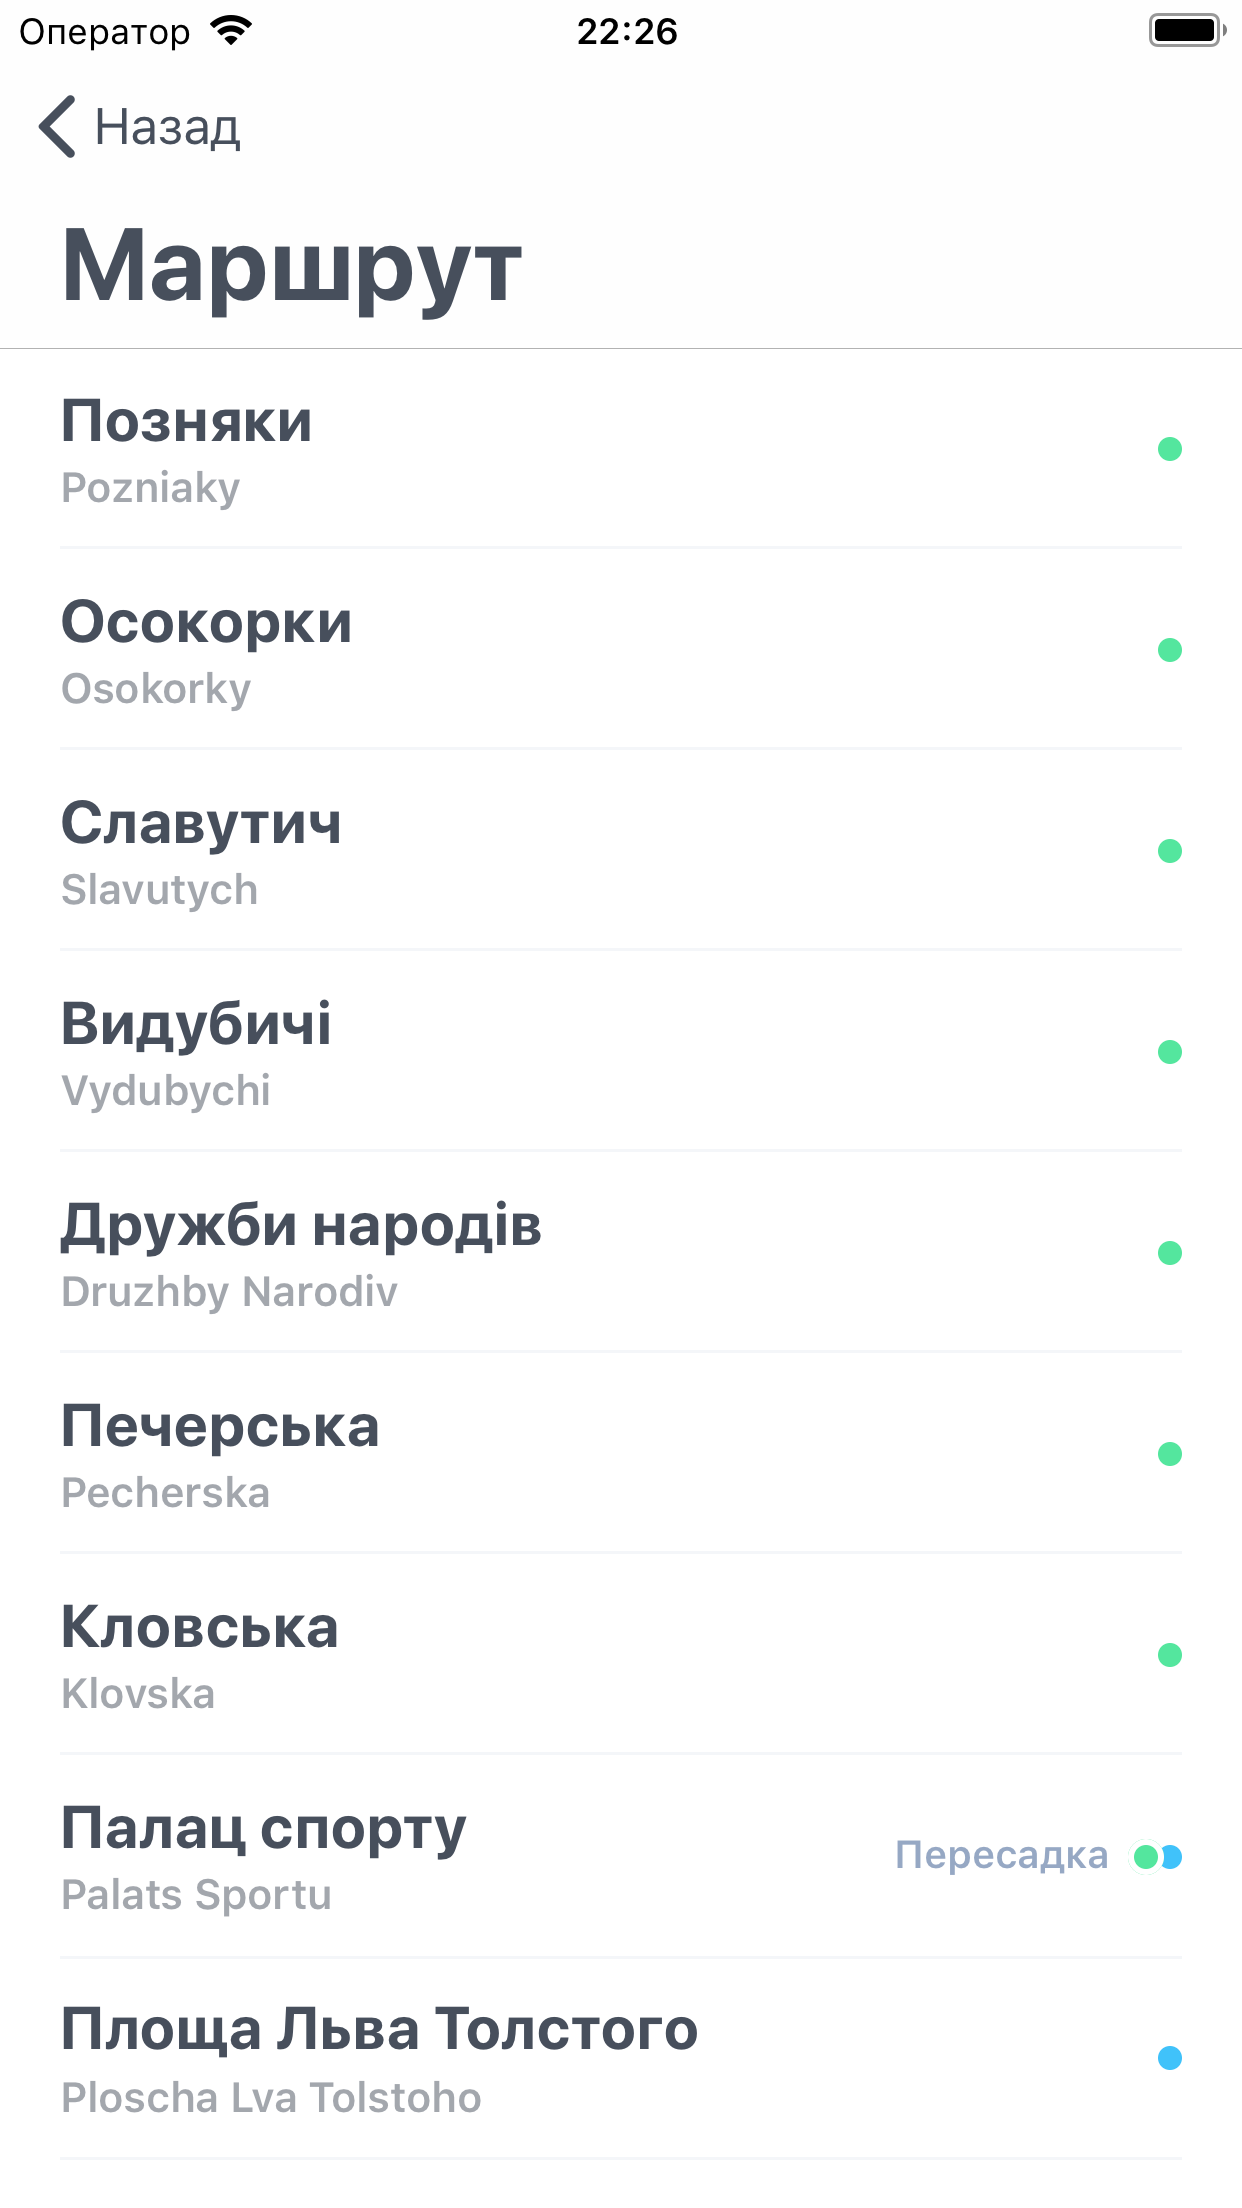 Оператор 22:26
Назад
Маршрут
Позняки
Pozniaky
Осокорки
Osokorky
Славутич
Slavutych
Видубичі
Vydubychi
Дружби народів
Druzhby Narodiv
Печерська
Pecherska
Кловська
Klovska
Палац спорту
Пересадка
Palats Sportu
Площа Льва Толстого
Ploscha Lva Tolstoho